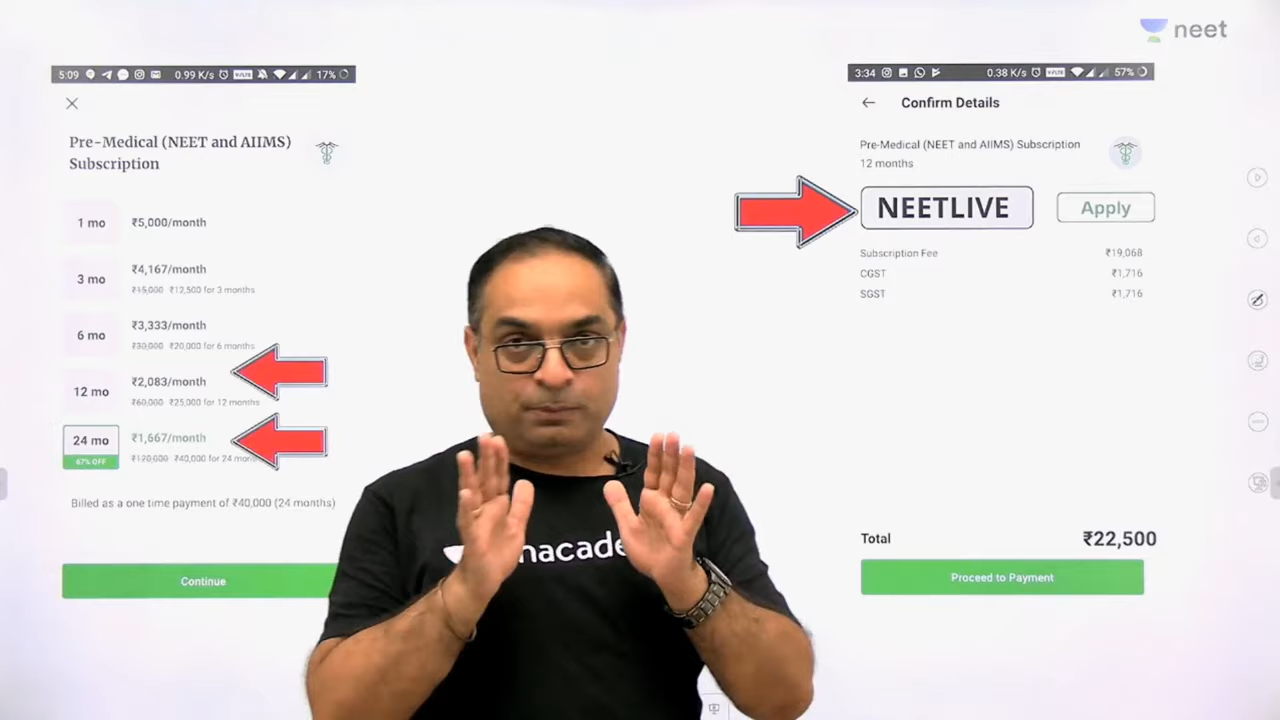 neet
5:09 0.99 K/s VoLTE 17%
Pre-Medical (NEET and AIIMS)
Subscription
1 mo ₹5,000/month
3 mo ₹4,167/month
₹15,000 ₹12,500 for 3 months
6 mo ₹3,333/month
₹30,000 ₹20,000 for 6 months
12 mo ₹2,083/month
₹60,000 ₹25,000 for 12 months
24 mo ₹1,667/month
67% OFF ₹120,000 ₹40,000 for 24
Billed as a one time payment of ₹40,000 (24 months)
Continue
3:34 0.38 K/s VoLTE 57%
Confirm Details
Pre-Medical (NEET and AIIMS) Subscription
12 months
NEETLIVE Apply
Subscription Fee ₹19,068
CGST ₹1,716
SGST ₹1,716
Total ₹22,500
Proceed to Payment